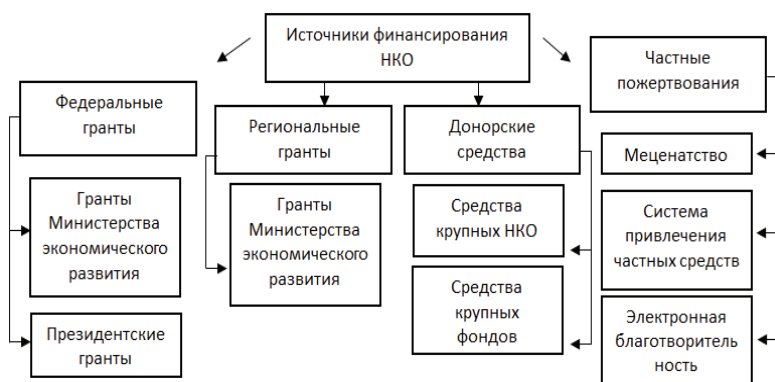 Источники финансирования
НКО
Федеральные
гранты
Гранты
Министерства
экономического
развития
Президентские
гранты
Региональные
гранты
Гранты
Министерства
экономического
развития
Донорские
средства
Средства
крупных НКО
Средства
крупных
фондов
Частные
пожертвования
Меценатство
Система
привлечения
частных средств
Электронная
благотворитель
ность